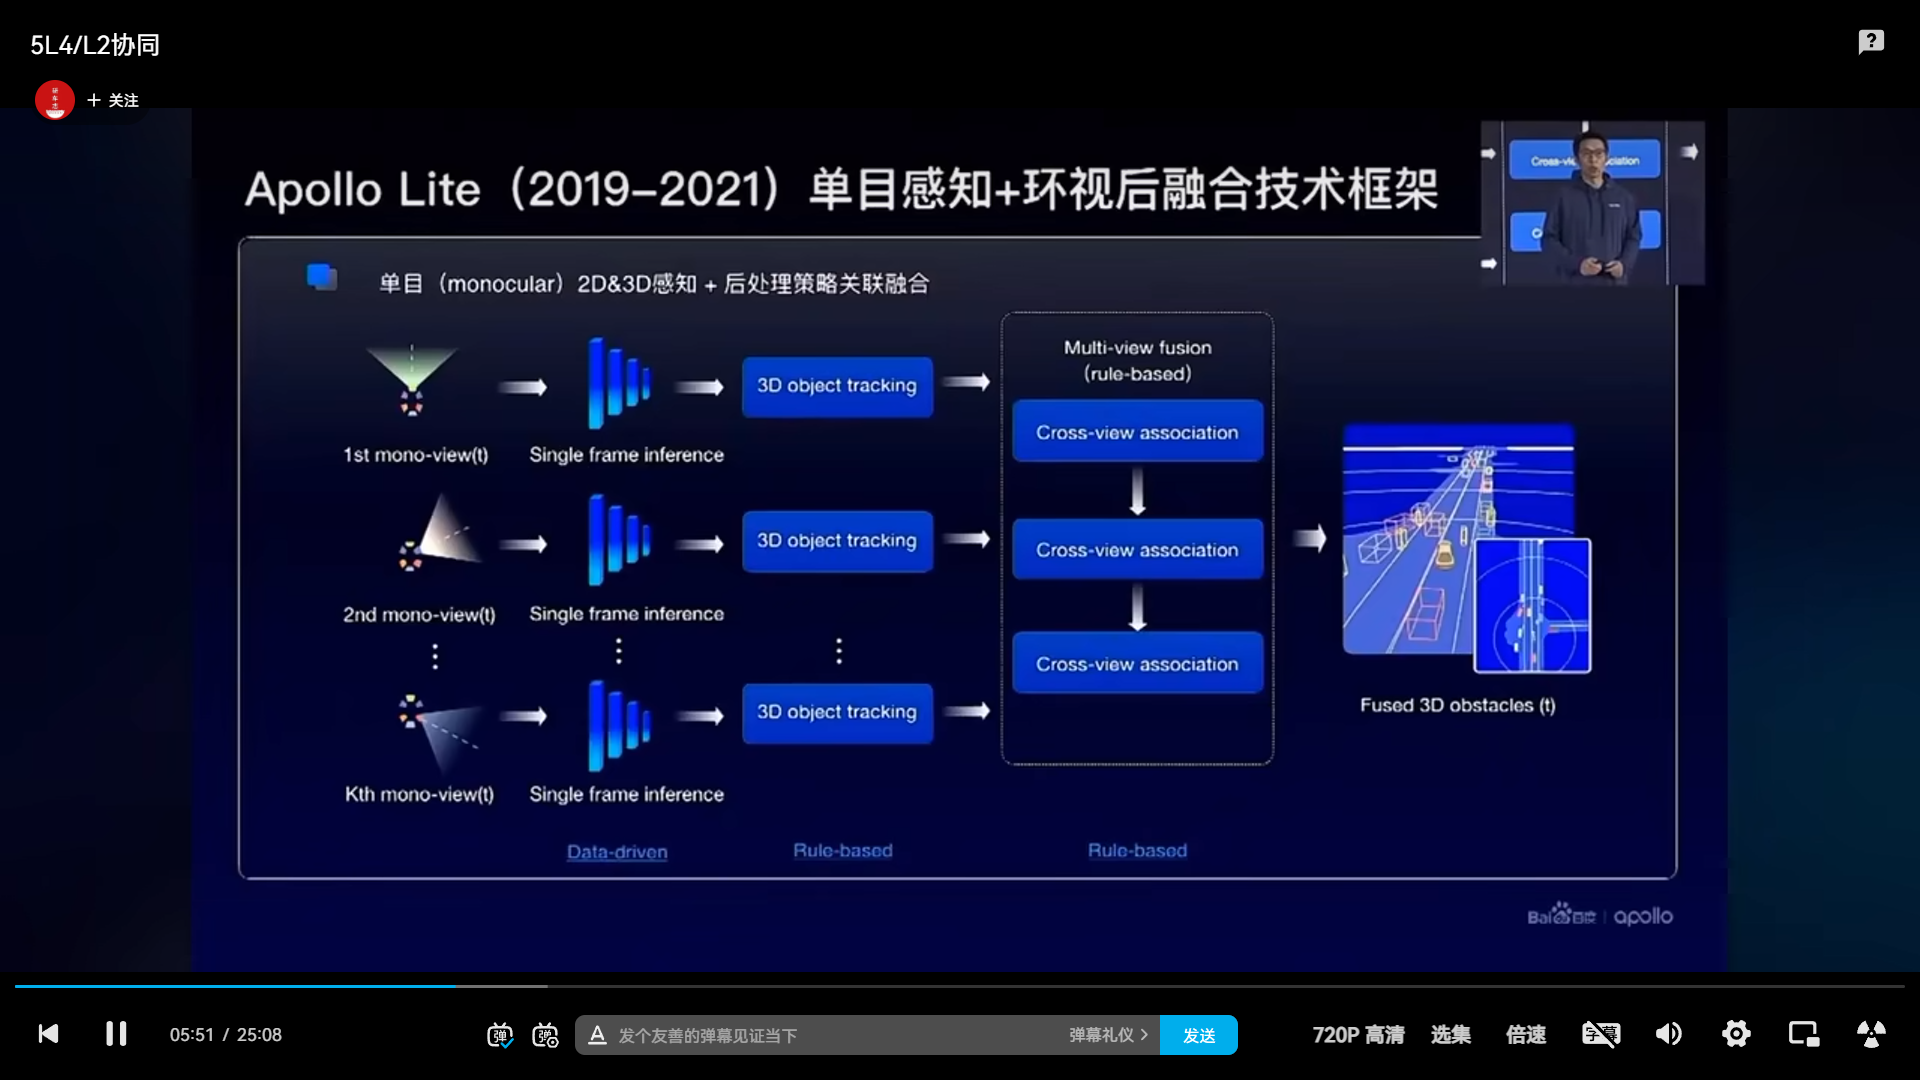 5L4/L2协同
+ 关注
Apollo Lite（2019–2021）单目感知+环视后融合技术框架
单目（monocular）2D&3D感知 + 后处理策略关联融合
1st mono-view(t)
Single frame inference
3D object tracking
2nd mono-view(t)
Single frame inference
3D object tracking
Kth mono-view(t)
Single frame inference
3D object tracking
Multi-view fusion
(rule-based)
Cross-view association
Cross-view association
Cross-view association
Fused 3D obstacles (t)
Data-driven
Rule-based
Rule-based
Bai百度 | apollo
05:51 / 25:08
弹
弹
A 发个友善的弹幕见证当下
弹幕礼仪 >
发送
720P 高清
选集
倍速
字幕